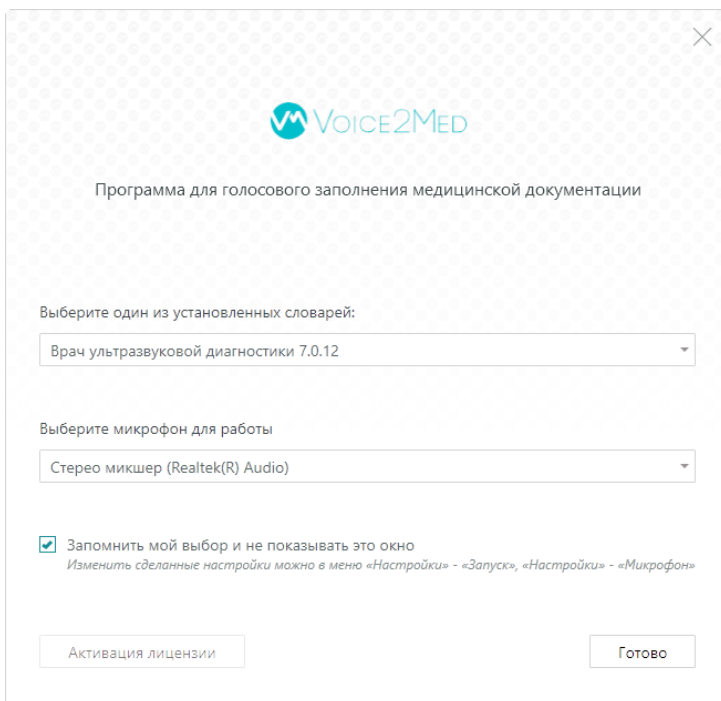 VOICE2MED
Программа для голосового заполнения медицинской документации
Выберите один из установленных словарей:
Врач ультразвуковой диагностики 7.0.12
Выберите микрофон для работы
Стерео микшер (Realtek(R) Audio)
Запомнить мой выбор и не показывать это окно
Изменить сделанные настройки можно в меню «Настройки» - «Запуск», «Настройки» - «Микрофон»
Активация лицензии
Готово